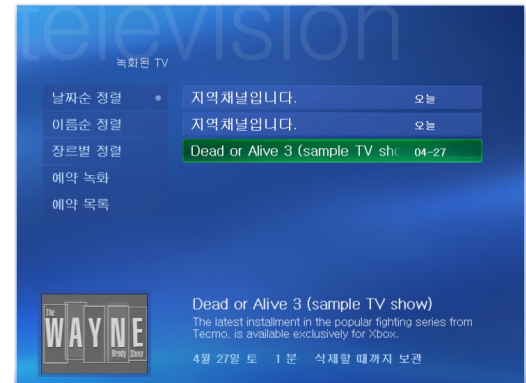 television
녹화된 TV
날짜순 정렬
이름순 정렬
장르별 정렬
예약 녹화
예약 목록
지역채널입니다. 오늘
지역채널입니다. 오늘
Dead or Alive 3 (sample TV sho 04-27
The
WAYNE
Brady Show
Dead or Alive 3 (sample TV show)
The latest installment in the popular fighting series from
Tecmo, is available exclusively for Xbox.
4월 27일 토 1 분 삭제할 때까지 보관